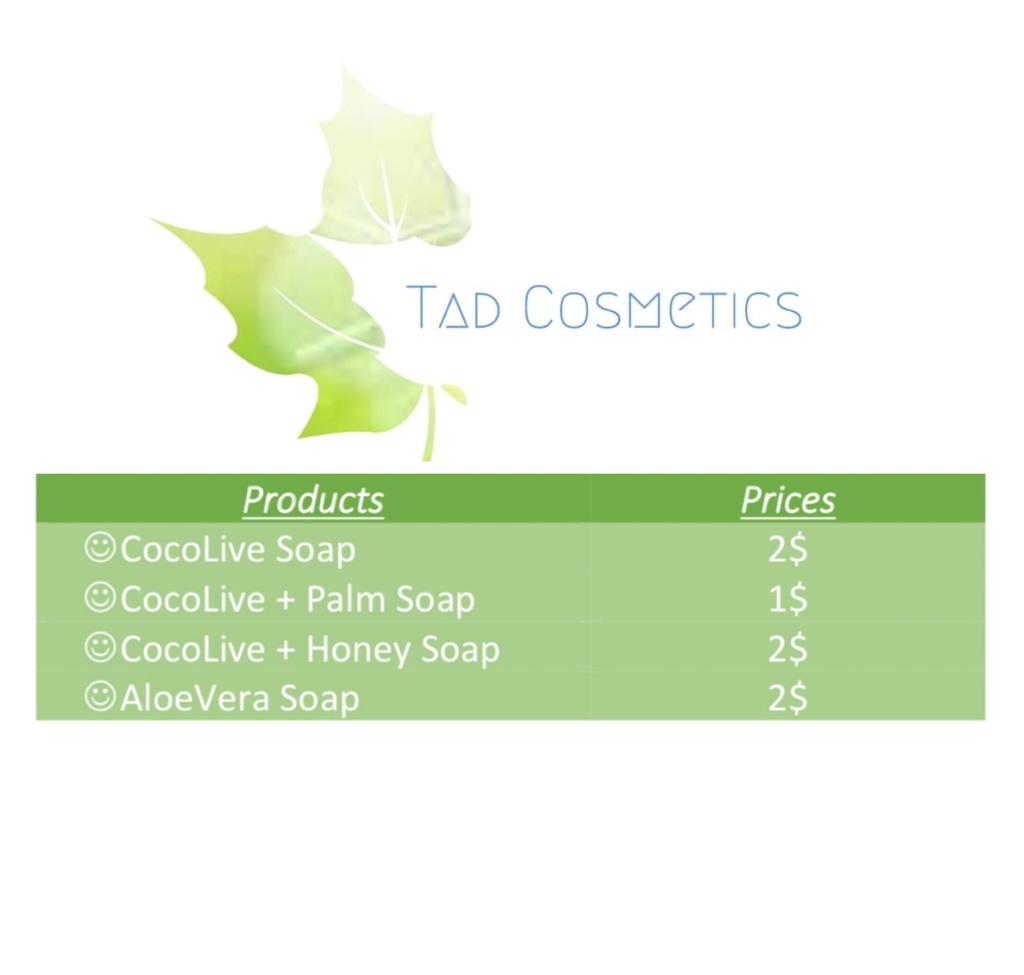 Tad Cosmetics
Products Prices
☺CocoLive Soap 2$
☺CocoLive + Palm Soap 1$
☺CocoLive + Honey Soap 2$
☺AloeVera Soap 2$